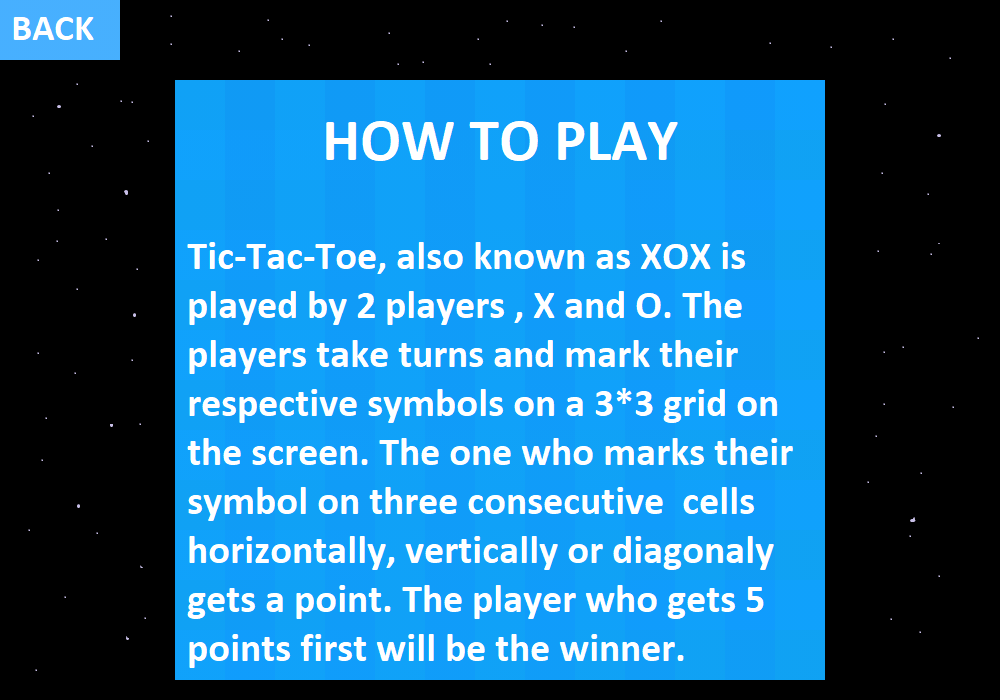 BACK
HOW TO PLAY
Tic-Tac-Toe, also known as XOX is
played by 2 players , X and O. The
players take turns and mark their
respective symbols on a 3*3 grid on
the screen. The one who marks their
symbol on three consecutive  cells
horizontally, vertically or diagonaly
gets a point. The player who gets 5
points first will be the winner.